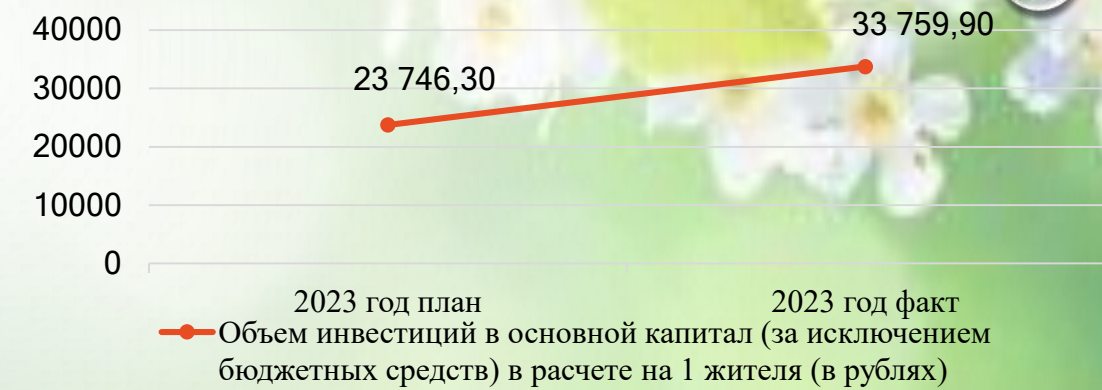 40000
33 759,90
23 746,30
30000
20000
10000
0
2023 год план
2023 год факт
Объем инвестиций в основной капитал (за исключением
бюджетных средств) в расчете на 1 жителя (в рублях)